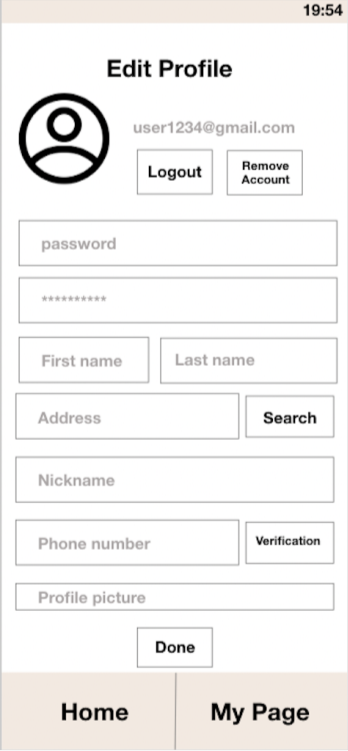 19:54
Edit Profile
user1234@gmail.com
Logout
Remove
Account
password
**********
First name
Last name
Address
Search
Nickname
Phone number
Verification
Profile picture
Done
Home
My Page